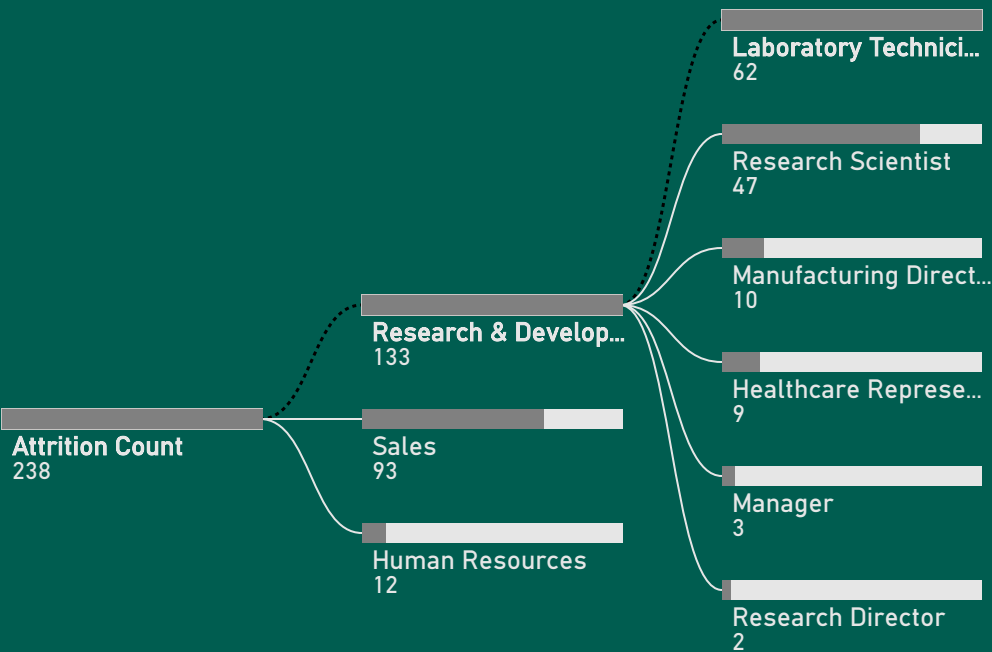 Attrition Count
238
Research & Develop...
133
Sales
93
Human Resources
12
Laboratory Technici...
62
Research Scientist
47
Manufacturing Direct...
10
Healthcare Represe...
9
Manager
3
Research Director
2